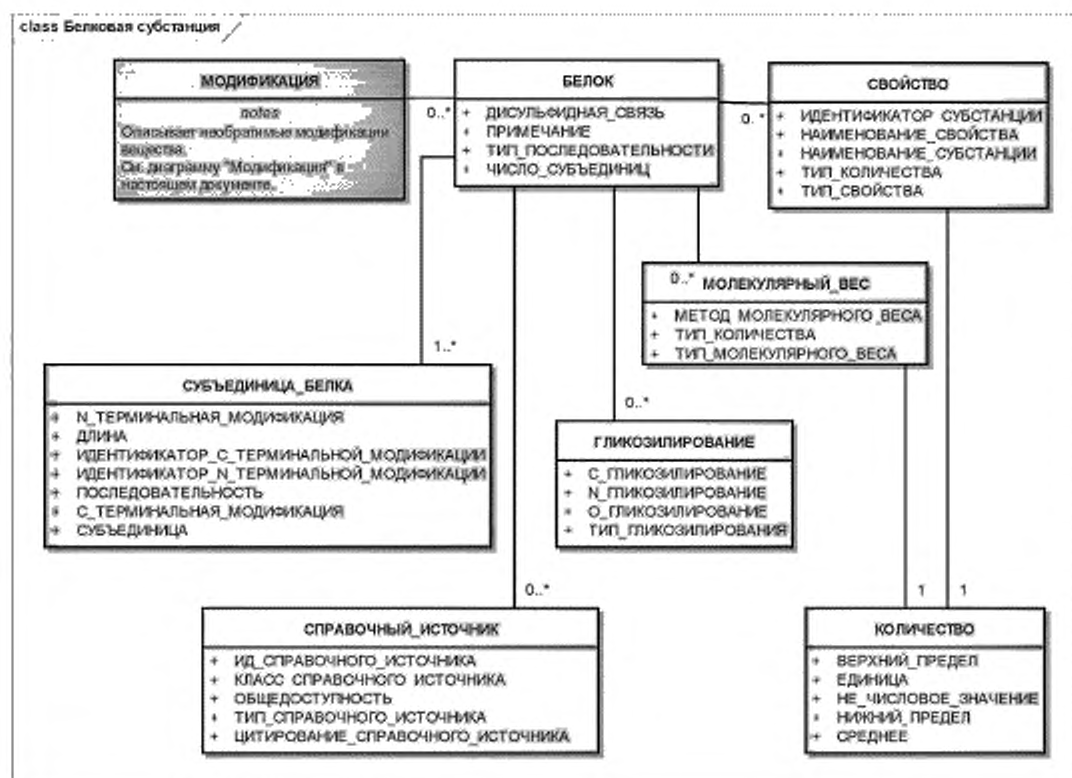 class Белковая субстанция
МОДИФИКАЦИЯ
notes
Описывает необратимые модификации
вещества.
См. диаграмму "Модификация" в
настоящем документе.
0..*
БЕЛОК
+ ДИСУЛЬФИДНАЯ_СВЯЗЬ
+ ПРИМЕЧАНИЕ
+ ТИП_ПОСЛЕДОВАТЕЛЬНОСТИ
+ ЧИСЛО_СУБЪЕДИНИЦ
0..*
СВОЙСТВО
+ ИДЕНТИФИКАТОР_СУБСТАНЦИИ
+ НАИМЕНОВАНИЕ_СВОЙСТВА
+ НАИМЕНОВАНИЕ_СУБСТАНЦИИ
+ ТИП_КОЛИЧЕСТВА
+ ТИП_СВОЙСТВА
0..*
МОЛЕКУЛЯРНЫЙ_ВЕС
+ МЕТОД_МОЛЕКУЛЯРНОГО_ВЕСА
+ ТИП_КОЛИЧЕСТВА
+ ТИП_МОЛЕКУЛЯРНОГО_ВЕСА
1..*
СУБЪЕДИНИЦА_БЕЛКА
+ N_ТЕРМИНАЛЬНАЯ_МОДИФИКАЦИЯ
+ ДЛИНА
+ ИДЕНТИФИКАТОР_С_ТЕРМИНАЛЬНОЙ_МОДИФИКАЦИИ
+ ИДЕНТИФИКАТОР_N_ТЕРМИНАЛЬНОЙ_МОДИФИКАЦИИ
+ ПОСЛЕДОВАТЕЛЬНОСТЬ
+ С_ТЕРМИНАЛЬНАЯ_МОДИФИКАЦИЯ
+ СУБЪЕДИНИЦА
0..*
ГЛИКОЗИЛИРОВАНИЕ
+ С_ГЛИКОЗИЛИРОВАНИЕ
+ N_ГЛИКОЗИЛИРОВАНИЕ
+ О_ГЛИКОЗИЛИРОВАНИЕ
+ ТИП_ГЛИКОЗИЛИРОВАНИЯ
0..*
СПРАВОЧНЫЙ_ИСТОЧНИК
+ ИД_СПРАВОЧНОГО_ИСТОЧНИКА
+ КЛАСС_СПРАВОЧНОГО_ИСТОЧНИКА
+ ОБЩЕДОСТУПНОСТЬ
+ ТИП_СПРАВОЧНОГО_ИСТОЧНИКА
+ ЦИТИРОВАНИЕ_СПРАВОЧНОГО_ИСТОЧНИКА
1
1
КОЛИЧЕСТВО
+ ВЕРХНИЙ_ПРЕДЕЛ
+ ЕДИНИЦА
+ НЕ_ЧИСЛОВОЕ_ЗНАЧЕНИЕ
+ НИЖНИЙ_ПРЕДЕЛ
+ СРЕДНЕЕ